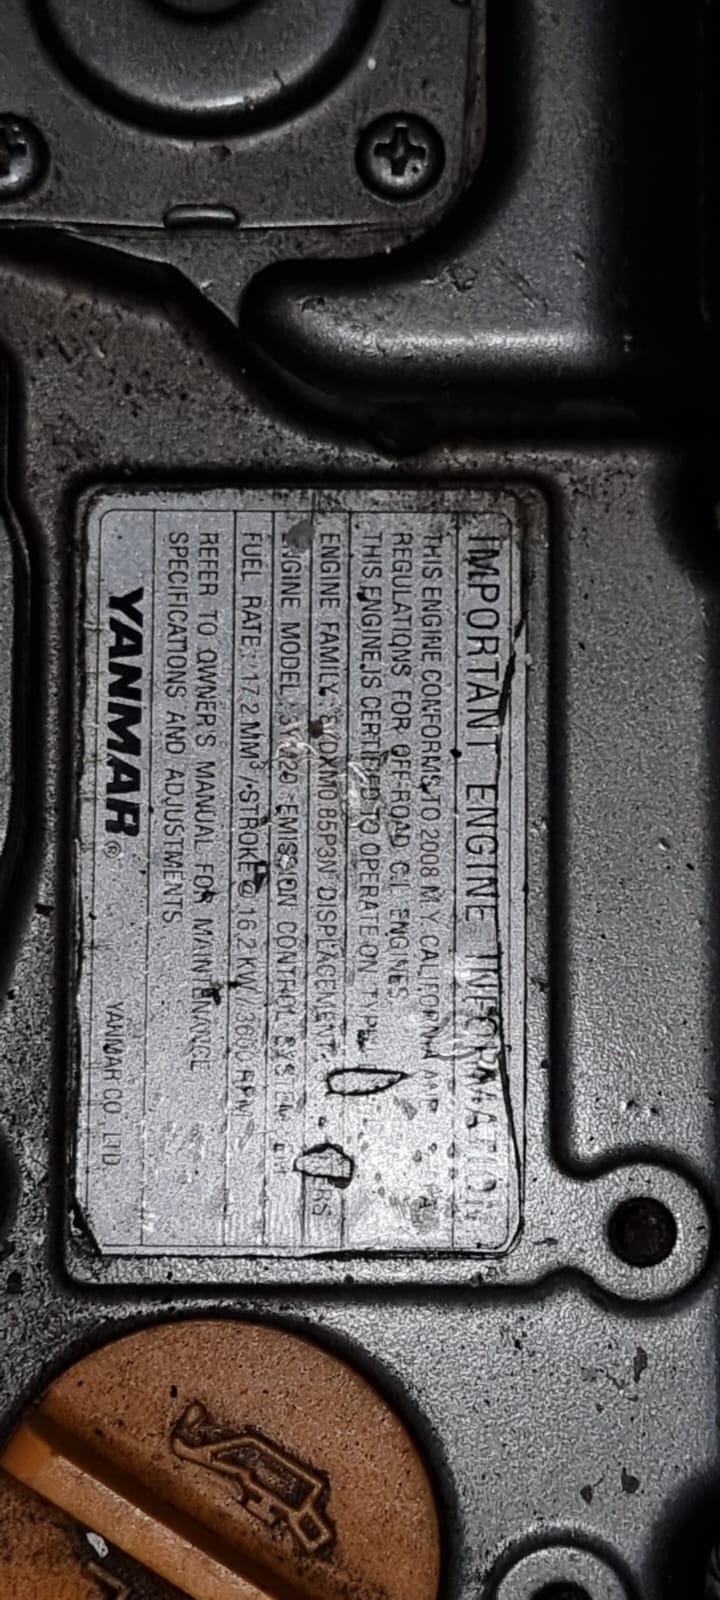 IMPORTANT ENGINE INFORMATION
THIS ENGINE CONFORMS TO 2008 M.Y. CALIFORNIA AND
REGULATIONS FOR OFF-ROAD C.I. ENGINES.
THIS ENGINE IS CERTIFIED TO OPERATE ON
ENGINE FAMILY: DISPLACEMENT:
ENGINE MODEL: EMISSION CONTROL SYSTEM:
FUEL RATE: 17.2 MM³/STROKE @ 16.2 KW/3600 RPM
REFER TO OWNER'S MANUAL FOR MAINTENANCE
SPECIFICATIONS AND ADJUSTMENTS.
YANMAR® YANMAR CO., LTD.